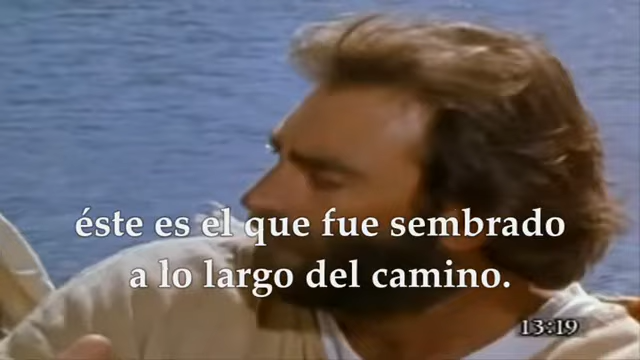 éste es el que fue sembrado
a lo largo del camino.
13:19